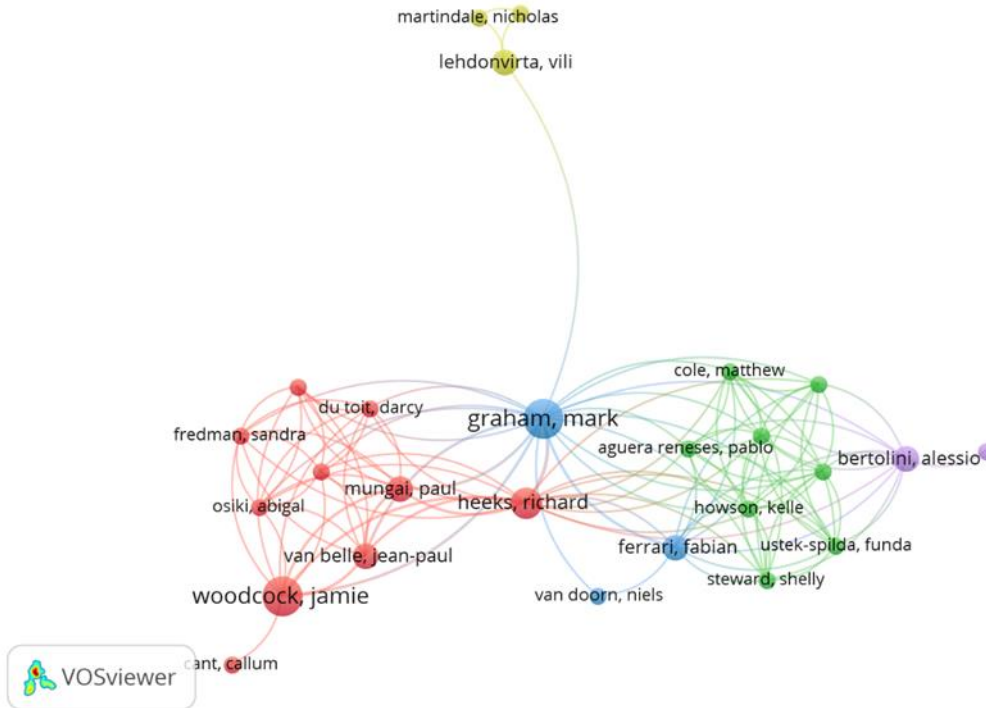 martindale, nicholas
lehdonvirta, vili
cole, matthew
du toit, darcy
graham, mark
fredman, sandra
aguera reneses, pablo
bertolini, alessio
mungai, paul
heeks, richard
osiki, abigal
howson, kelle
van belle, jean-paul
ferrari, fabian
ustek-spilda, funda
steward, shelly
woodcock, jamie
van doorn, niels
cant, callum
VOSviewer